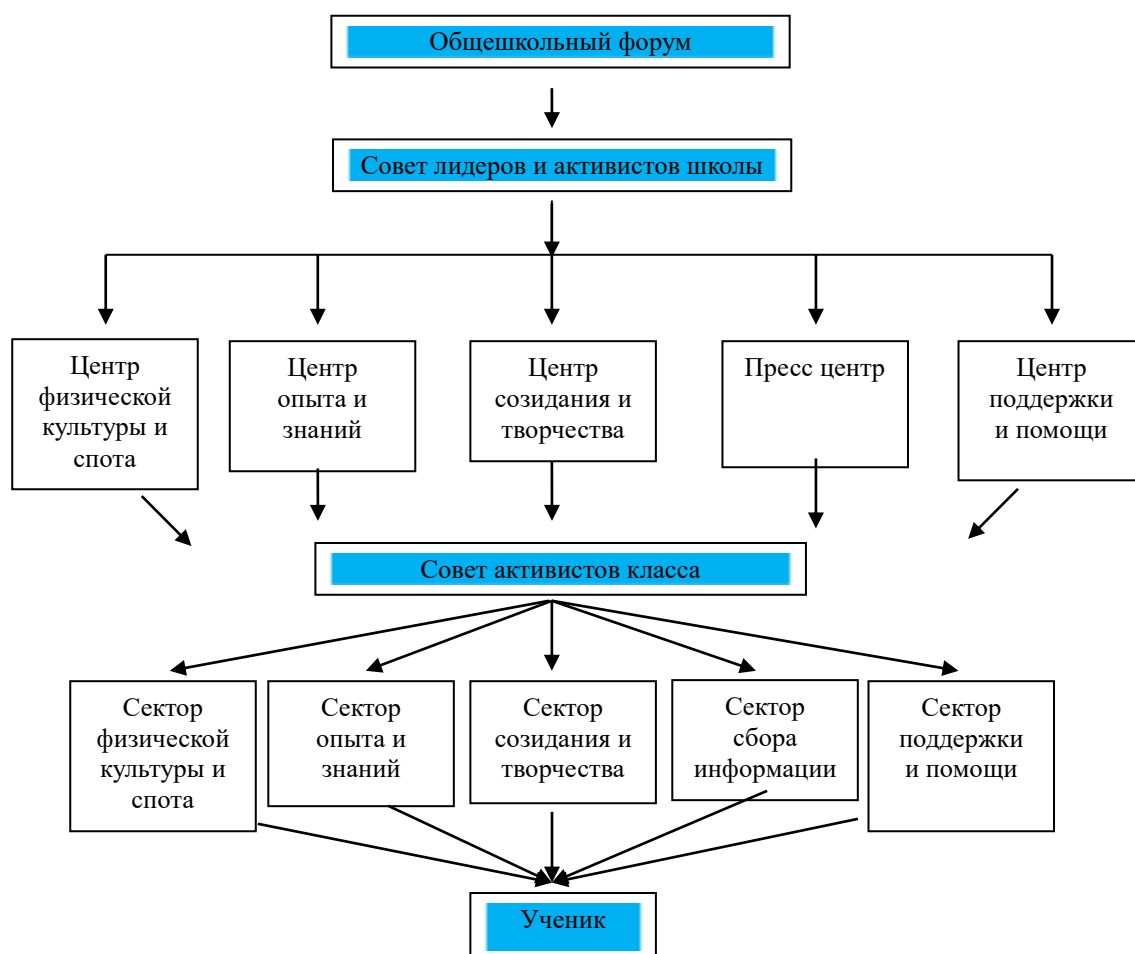 Общешкольный форум
Совет лидеров и активистов школы
Центр
физической
культуры и
спота
Центр
опыта и
знаний
Центр
созидания и
творчества
Пресс центр
Центр
поддержки
и помощи
Совет активистов класса
Сектор
физической
культуры и
спота
Сектор
опыта и
знаний
Сектор
созидания и
творчества
Сектор
сбора
информации
Сектор
поддержки
и помощи
Ученик